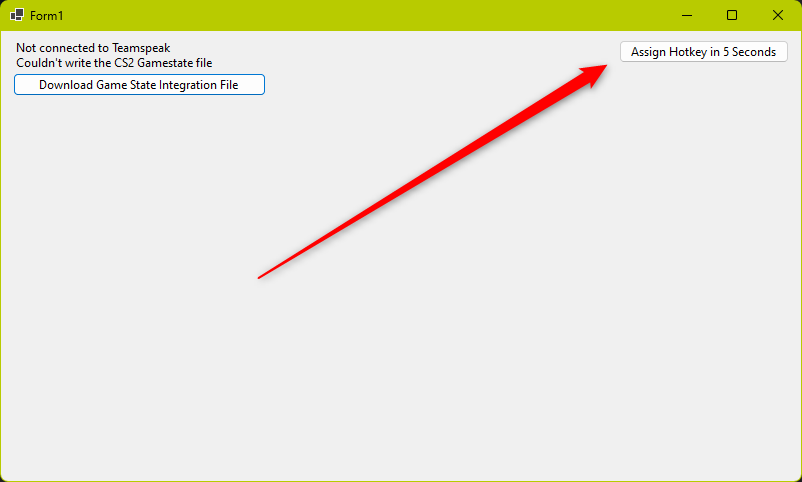 Form1
Not connected to Teamspeak
Couldn't write the CS2 Gamestate file
Download Game State Integration File
Assign Hotkey in 5 Seconds